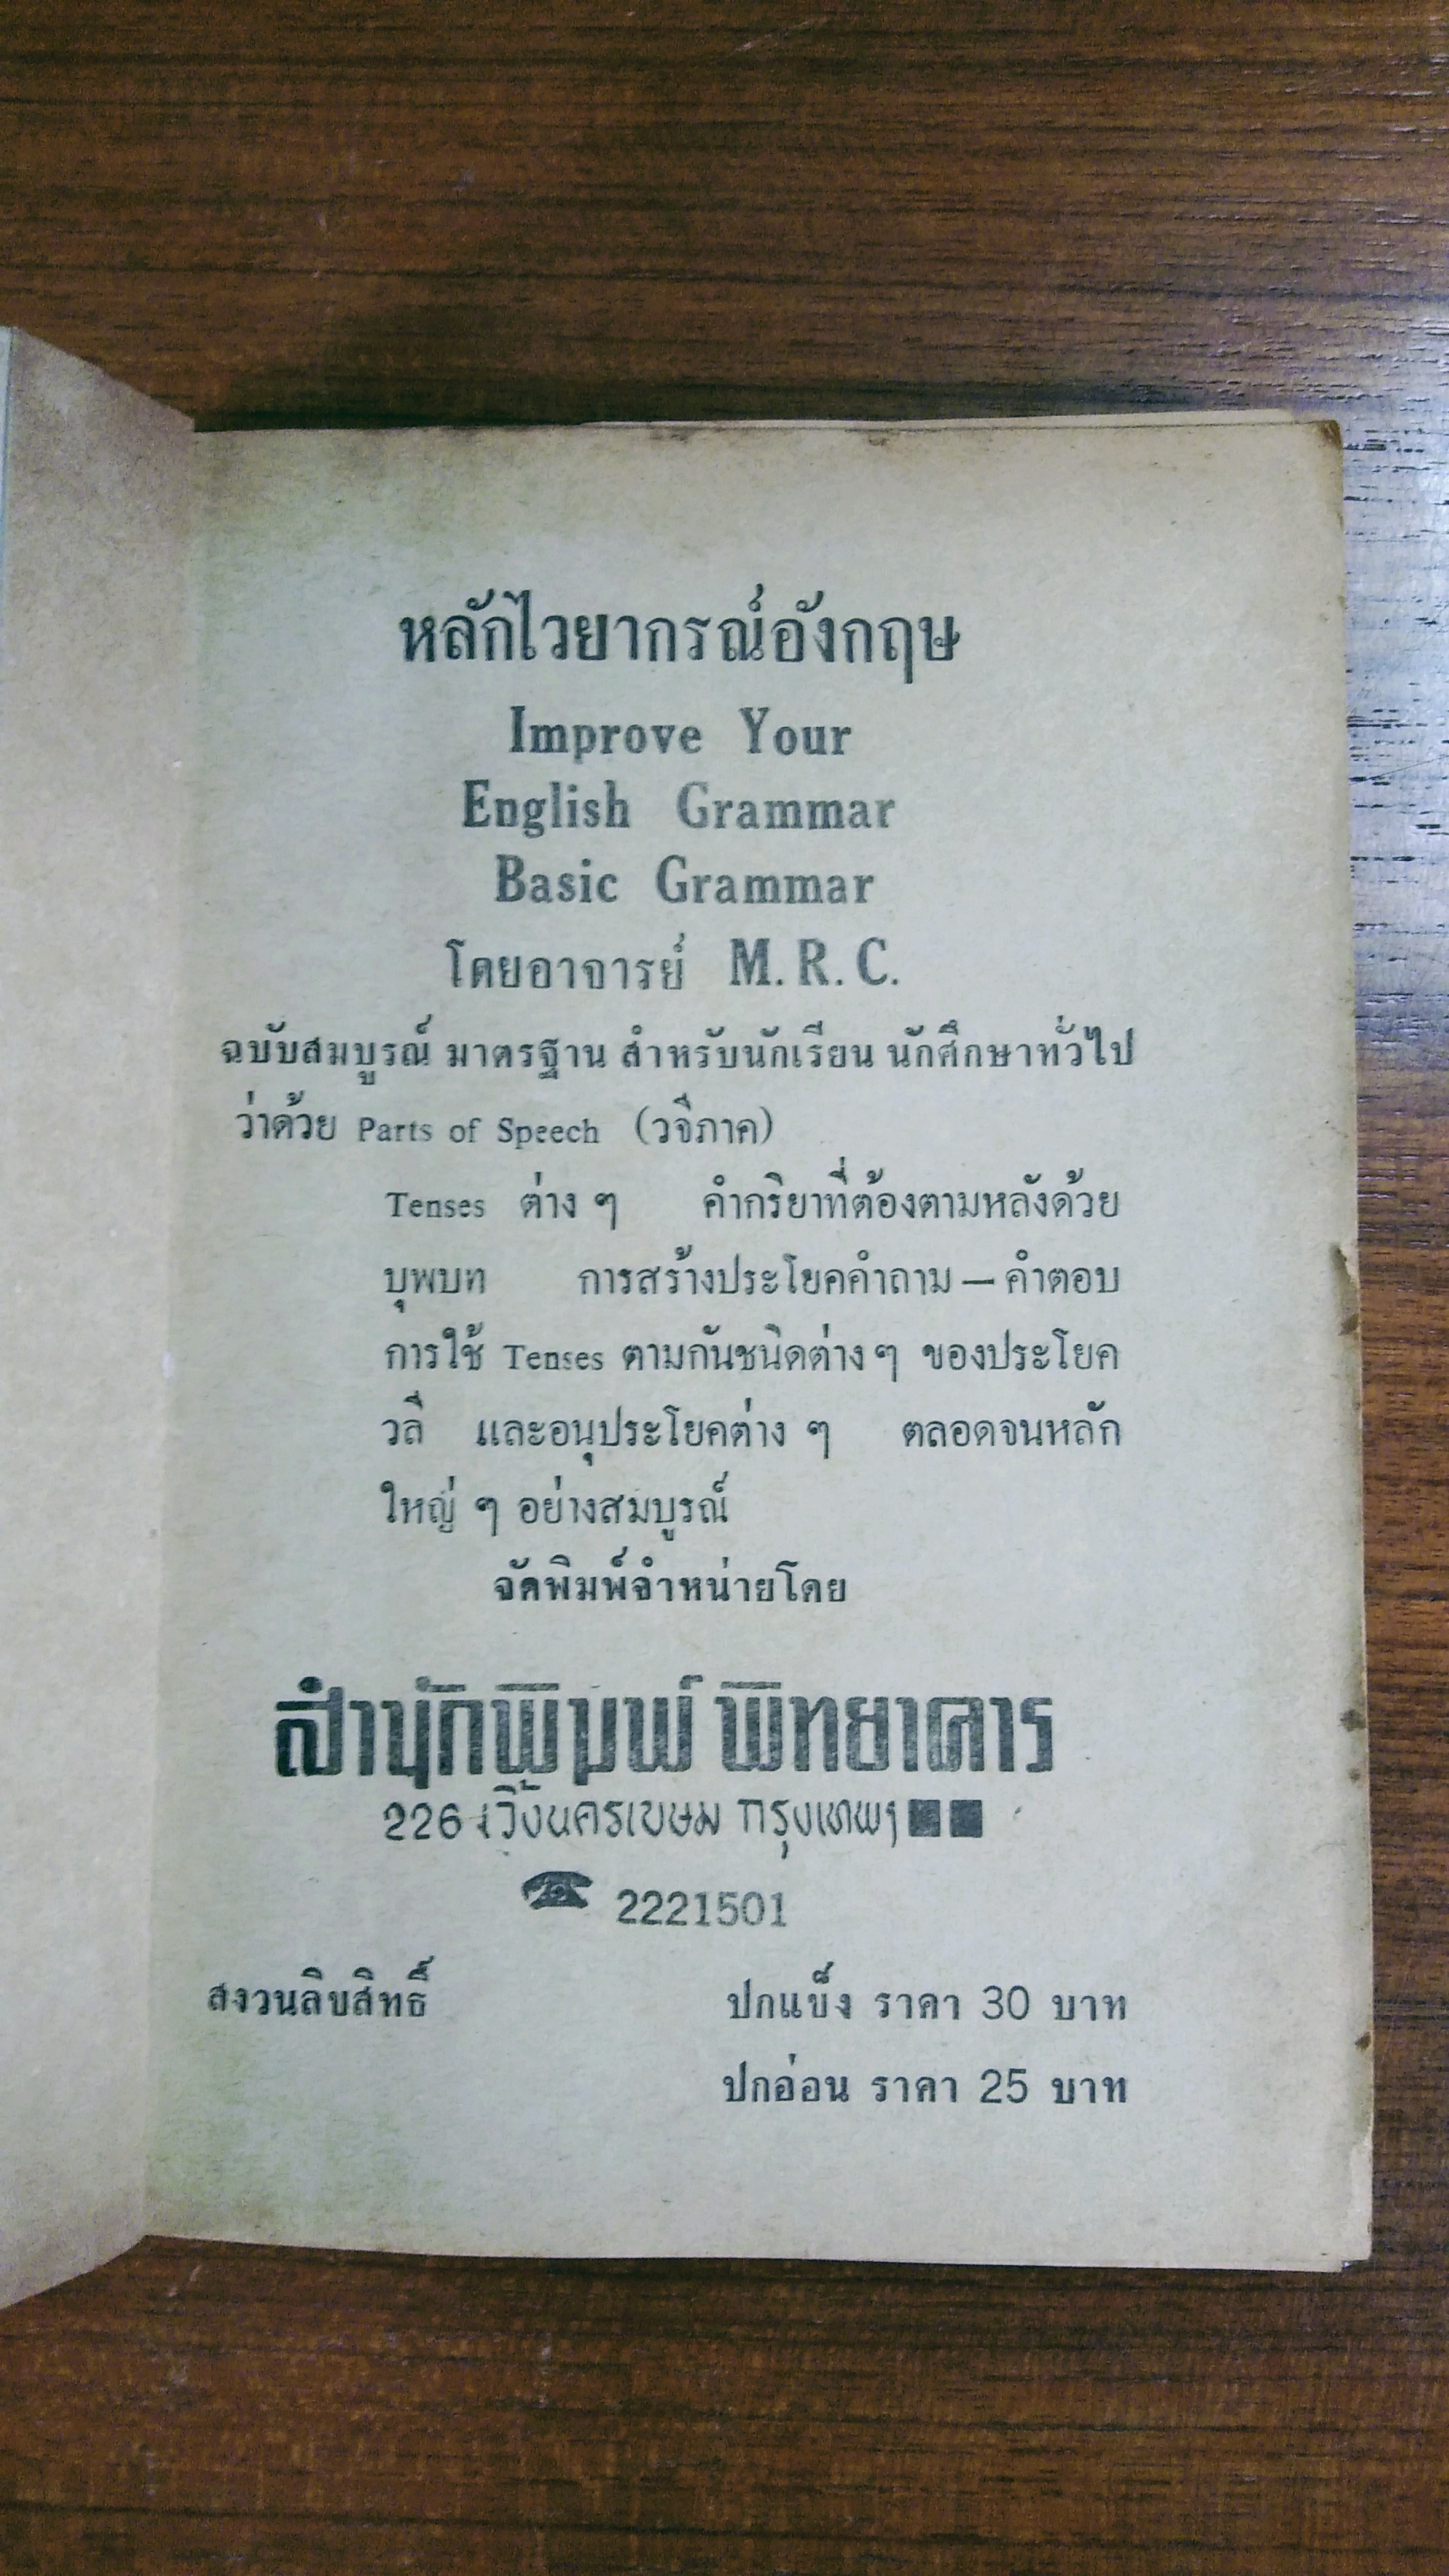 หลักไวยากรณ์อังกฤษ
Improve Your
English Grammar
Basic Grammar
โดยอาจารย์ M. R. C.
ฉบับสมบูรณ์ มาตรฐาน สำหรับนักเรียน นักศึกษาทั่วไป
ว่าด้วย Parts of Speech (วจีภาค)
Tenses ต่าง ๆ คำกริยาที่ต้องตามหลังด้วย
บุพบท การสร้างประโยคคำถาม — คำตอบ
การใช้ Tenses ตามกันชนิดต่าง ๆ ของประโยค
วลี และอนุประโยคต่าง ๆ ตลอดจนหลัก
ใหญ่ ๆ อย่างสมบูรณ์
จัดพิมพ์จำหน่ายโดย
สำนักพิมพ์ พิทยาคาร
226 เวิ้งนครเขษม กรุงเทพฯ
☎ 2221501
สงวนลิขสิทธิ์ ปกแข็ง ราคา 30 บาท
ปกอ่อน ราคา 25 บาท